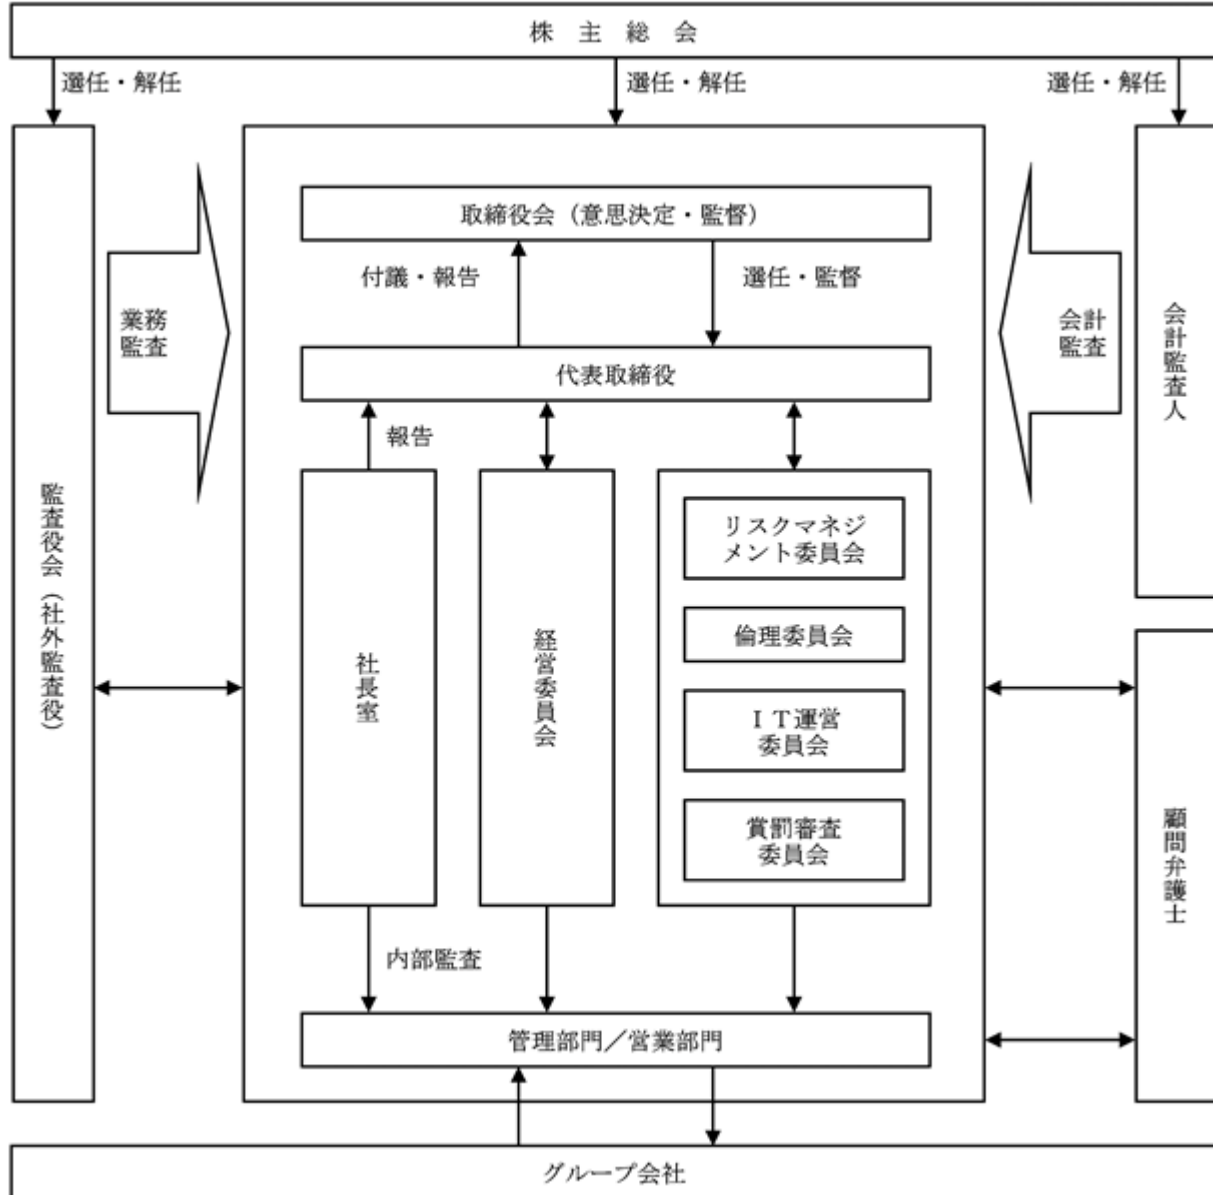 株 主 総 会
選任・解任
選任・解任
選任・解任
取締役会（意思決定・監督）
付議・報告
選任・監督
業務
監査
会計
監査
会計監査人
代表取締役
報告
監査役会（社外監査役）
社長室
経営委員会
リスクマネジ
メント委員会
倫理委員会
ＩＴ運営
委員会
賞罰審査
委員会
顧問弁護士
内部監査
管理部門／営業部門
グループ会社